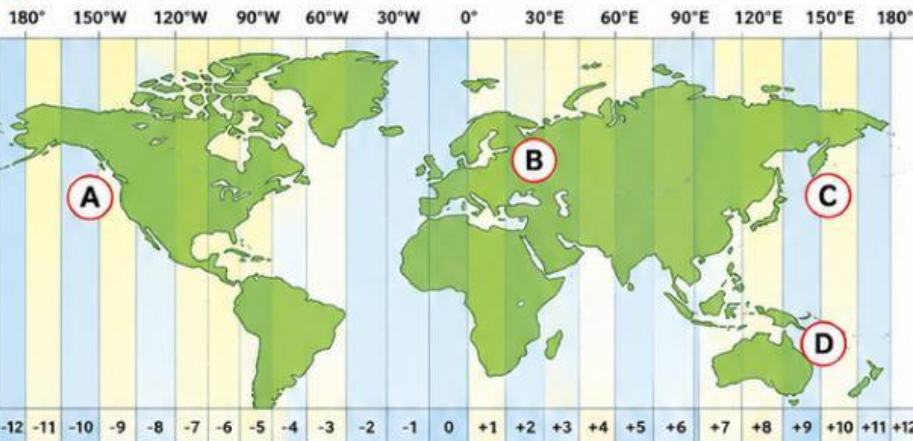 180° 150°W 120°W 90°W 60°W 30°W 0° 30°E 60°E 90°E 120°E 150°E 180°
B
A
C
D
-12 -11 -10 -9 -8 -7 -6 -5 -4 -3 -2 -1 0 +1 +2 +3 +4 +5 +6 +7 +8 +9 +10 +11 +12